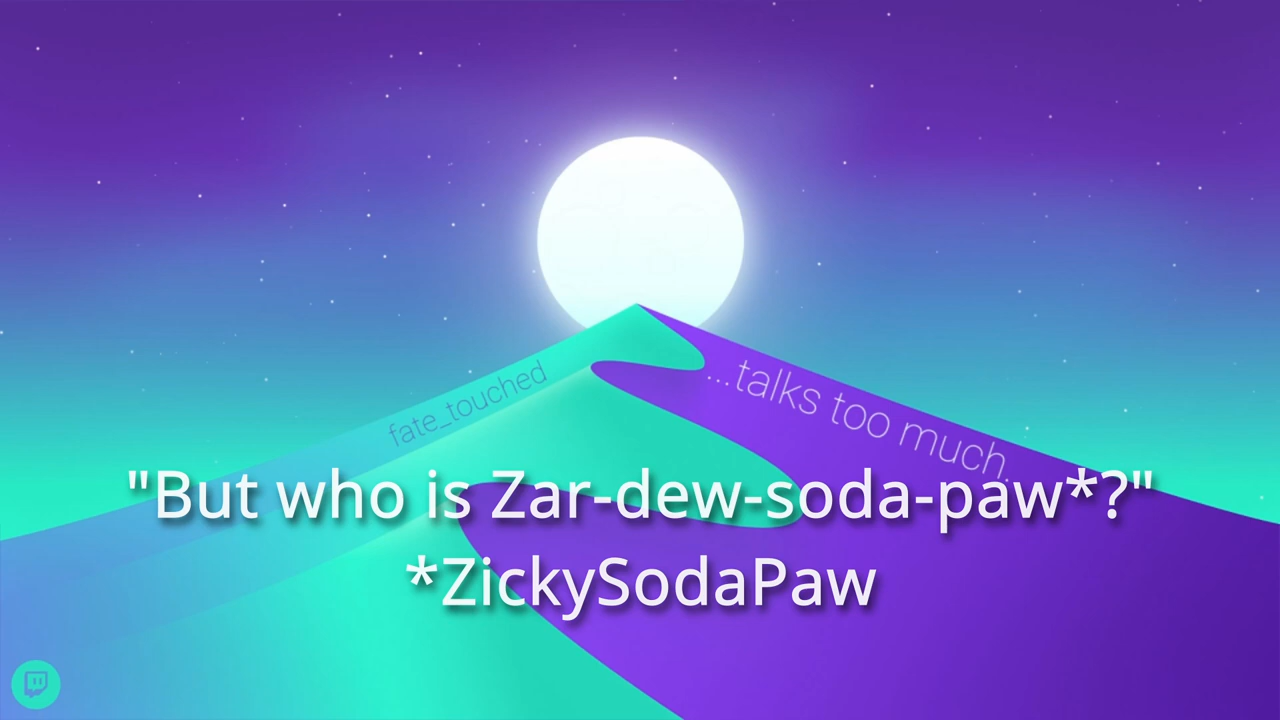 fate_touched
...talks too much.
"But who is Zar-dew-soda-paw*?"
*ZickySodaPaw